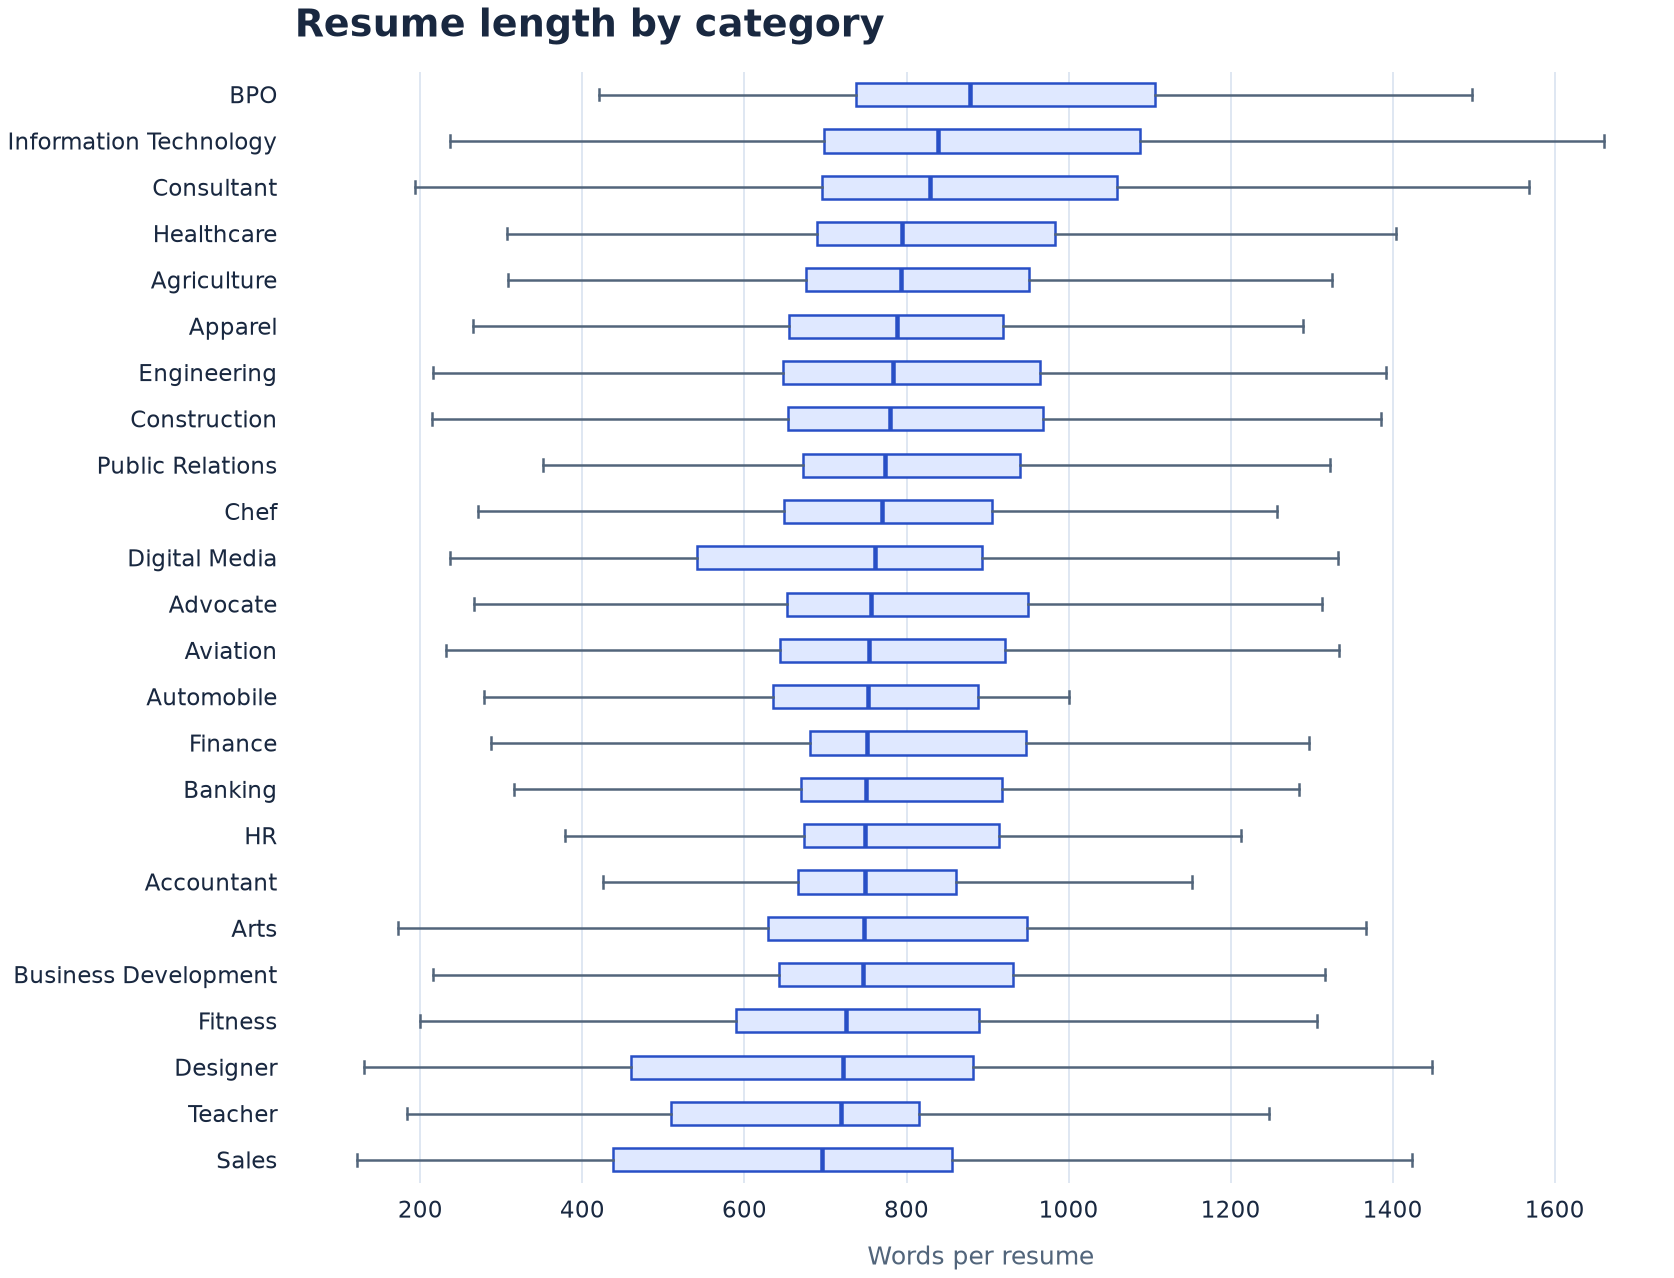 Resume length by category
BPO
Information Technology
Consultant
Healthcare
Agriculture
Apparel
Engineering
Construction
Public Relations
Chef
Digital Media
Advocate
Aviation
Automobile
Finance
Banking
HR
Accountant
Arts
Business Development
Fitness
Designer
Teacher
Sales
200 400 600 800 1000 1200 1400 1600
Words per resume